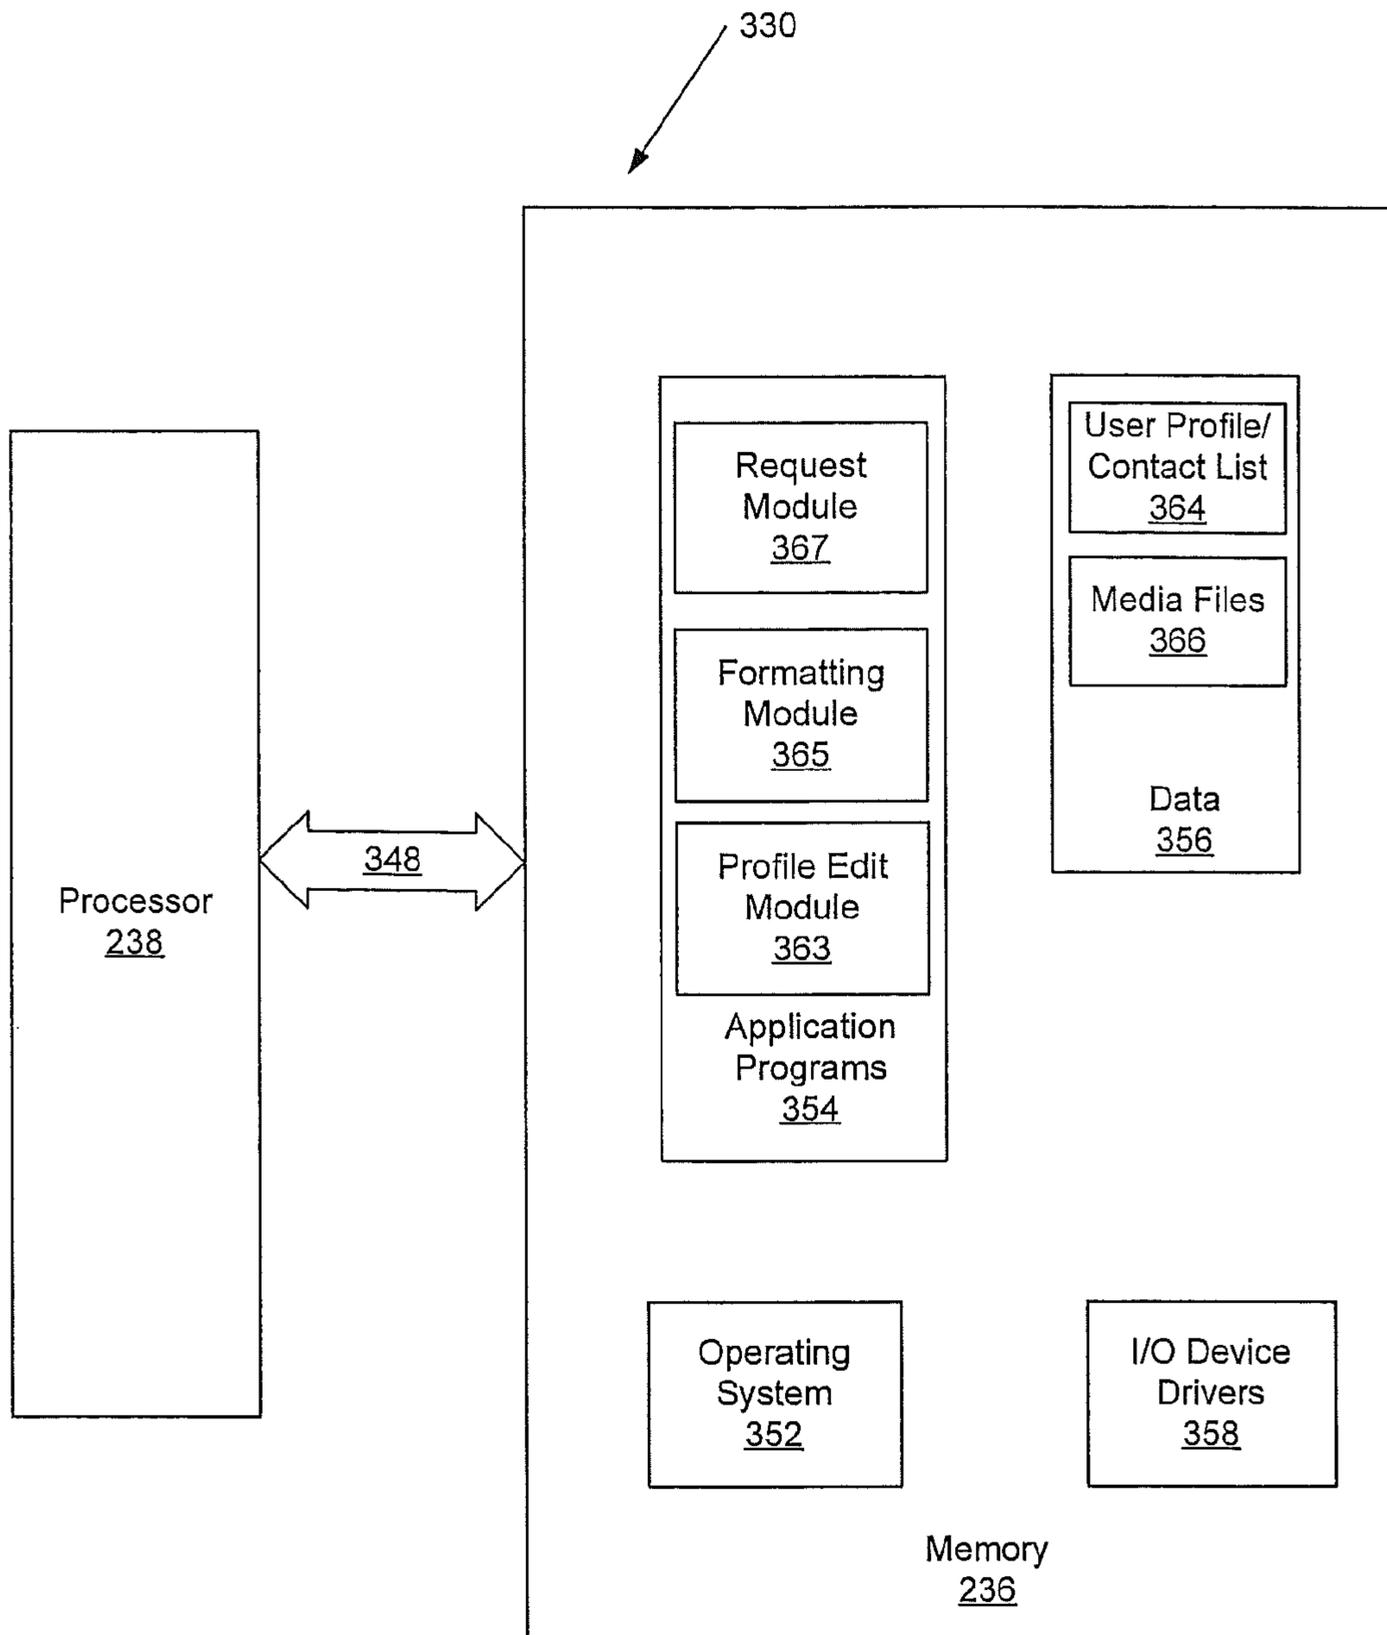 330
Request
Module
367
User Profile/
Contact List
364
Media Files
366
Formatting
Module
365
Data
356
348
Profile Edit
Module
363
Processor
238
Application
Programs
354
Operating
System
352
I/O Device
Drivers
358
Memory
236